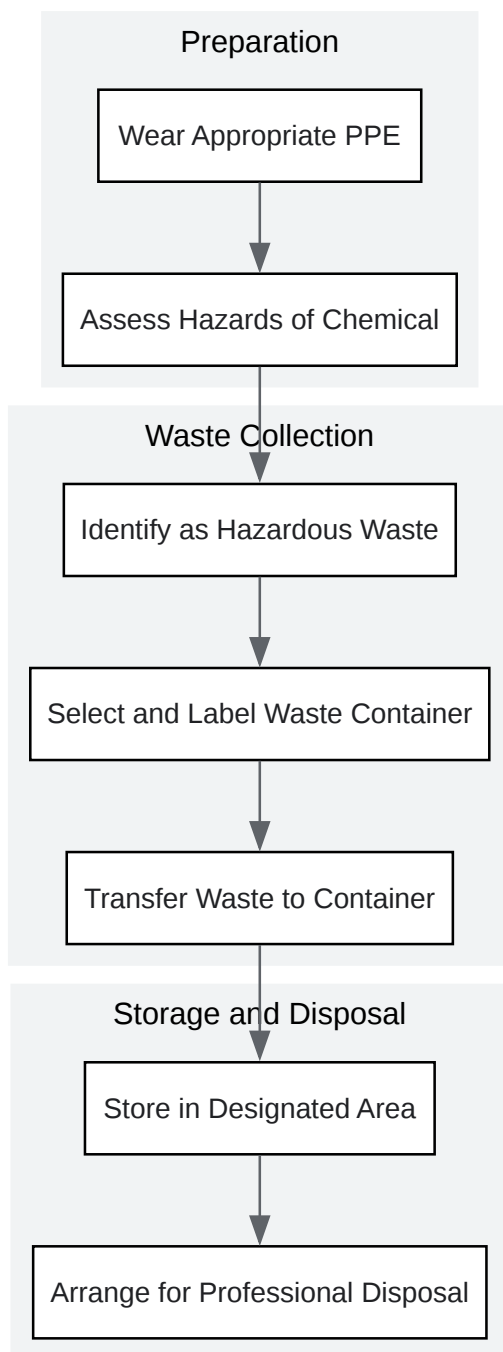 Preparation
Wear Appropriate PPE
Assess Hazards of Chemical
Waste Collection
Identify as Hazardous Waste
Select and Label Waste Container
Transfer Waste to Container
Storage and Disposal
Store in Designated Area
Arrange for Professional Disposal